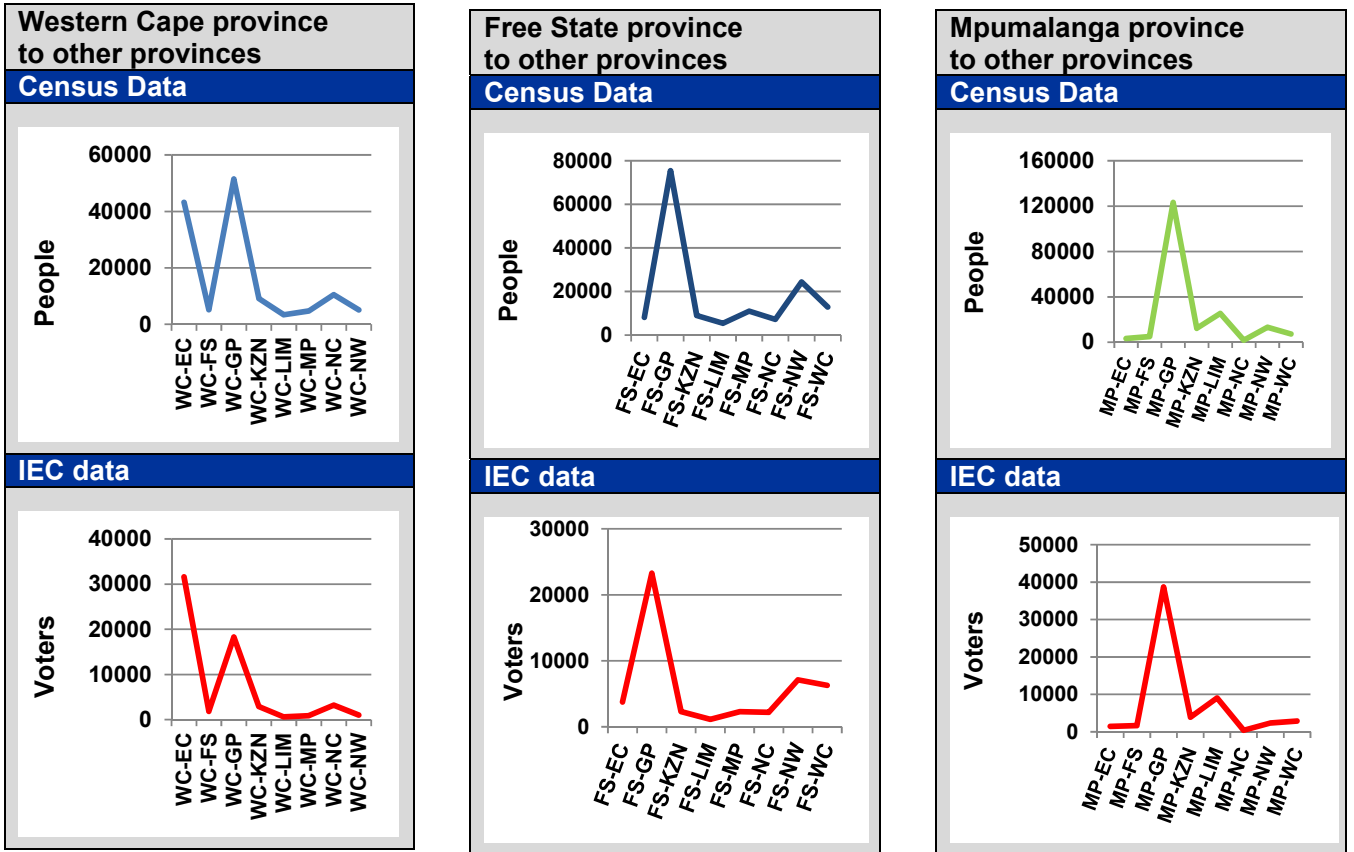 Western Cape province
to other provinces
Census Data
60000
40000
20000
0
People
WC-EC
WC-FS
WC-GP
WC-KZN
WC-LIM
WC-MP
WC-NC
WC-NW
IEC data
40000
30000
20000
10000
0
Voters
WC-EC
WC-FS
WC-GP
WC-KZN
WC-LIM
WC-MP
WC-NC
WC-NW
Free State province
to other provinces
Census Data
80000
60000
40000
20000
0
People
FS-EC
FS-GP
FS-KZN
FS-LIM
FS-MP
FS-NC
FS-NW
FS-WC
IEC data
30000
20000
10000
0
Voters
FS-EC
FS-GP
FS-KZN
FS-LIM
FS-MP
FS-NC
FS-NW
FS-WC
Mpumalanga province
to other provinces
Census Data
160000
120000
80000
40000
0
People
MP-EC
MP-FS
MP-GP
MP-KZN
MP-LIM
MP-NC
MP-NW
MP-WC
IEC data
50000
40000
30000
20000
10000
0
Voters
MP-EC
MP-FS
MP-GP
MP-KZN
MP-LIM
MP-NC
MP-NW
MP-WC